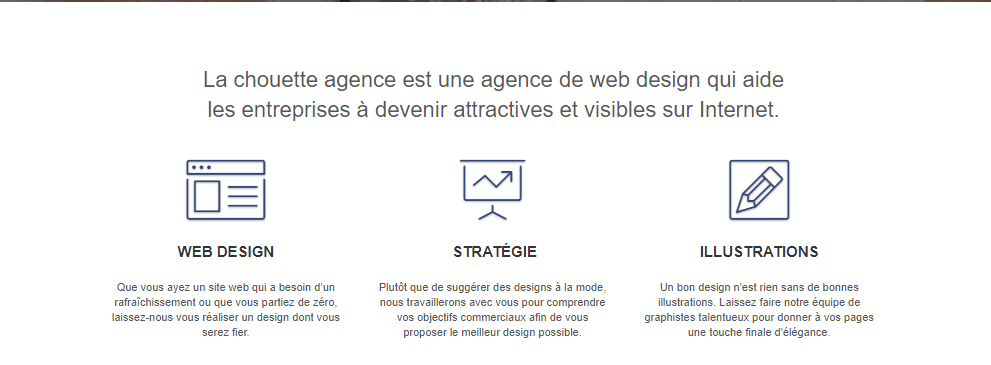 La chouette agence est une agence de web design qui aide
les entreprises à devenir attractives et visibles sur Internet.
WEB DESIGN
Que vous ayez un site web qui a besoin d'un
rafraîchissement ou que vous partiez de zéro,
laissez-nous vous réaliser un design dont vous
serez fier.
STRATÉGIE
Plutôt que de suggérer des designs à la mode,
nous travaillerons avec vous pour comprendre
vos objectifs commerciaux afin de vous
proposer le meilleur design possible.
ILLUSTRATIONS
Un bon design n'est rien sans de bonnes
illustrations. Laissez faire notre équipe de
graphistes talentueux pour donner à vos pages
une touche finale d'élégance.